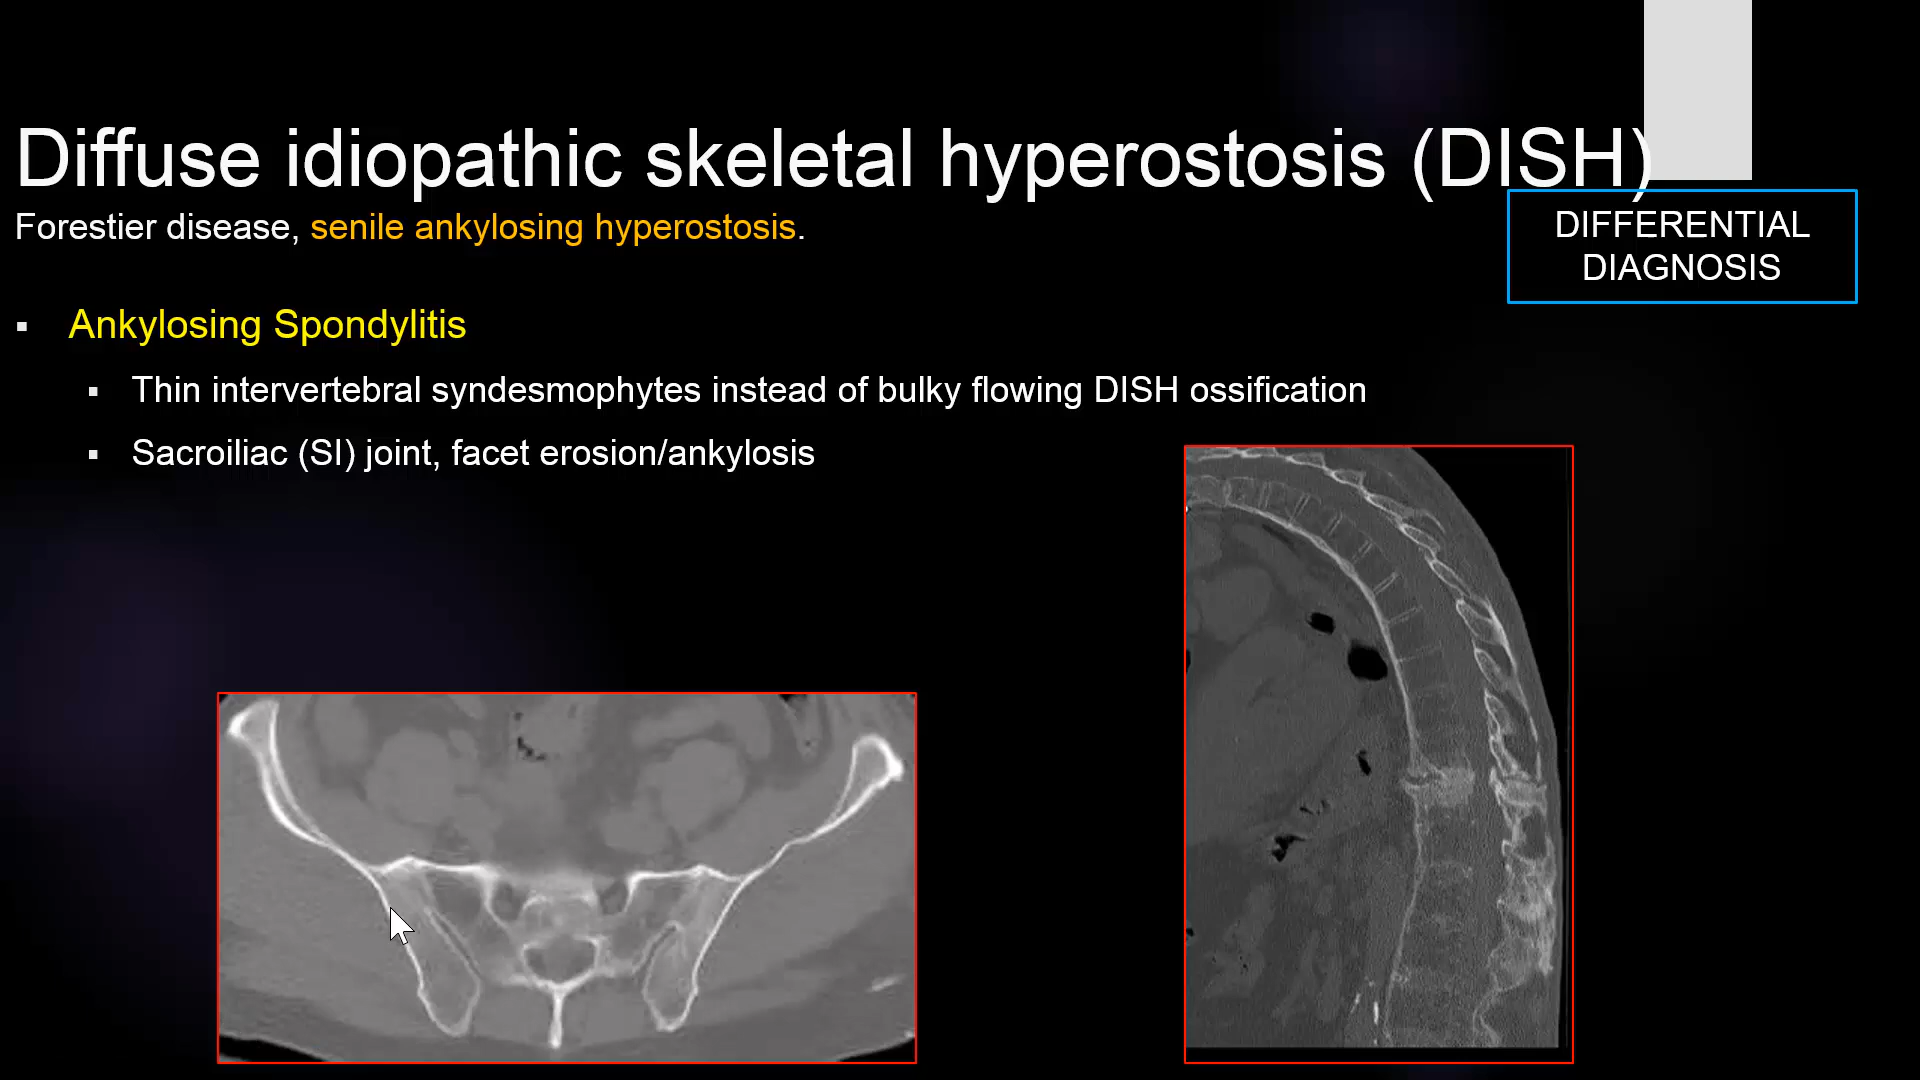 Diffuse idiopathic skeletal hyperostosis (DISH)
Forestier disease, senile ankylosing hyperostosis.
DIFFERENTIAL
DIAGNOSIS
▪ Ankylosing Spondylitis
▪ Thin intervertebral syndesmophytes instead of bulky flowing DISH ossification
▪ Sacroiliac (SI) joint, facet erosion/ankylosis